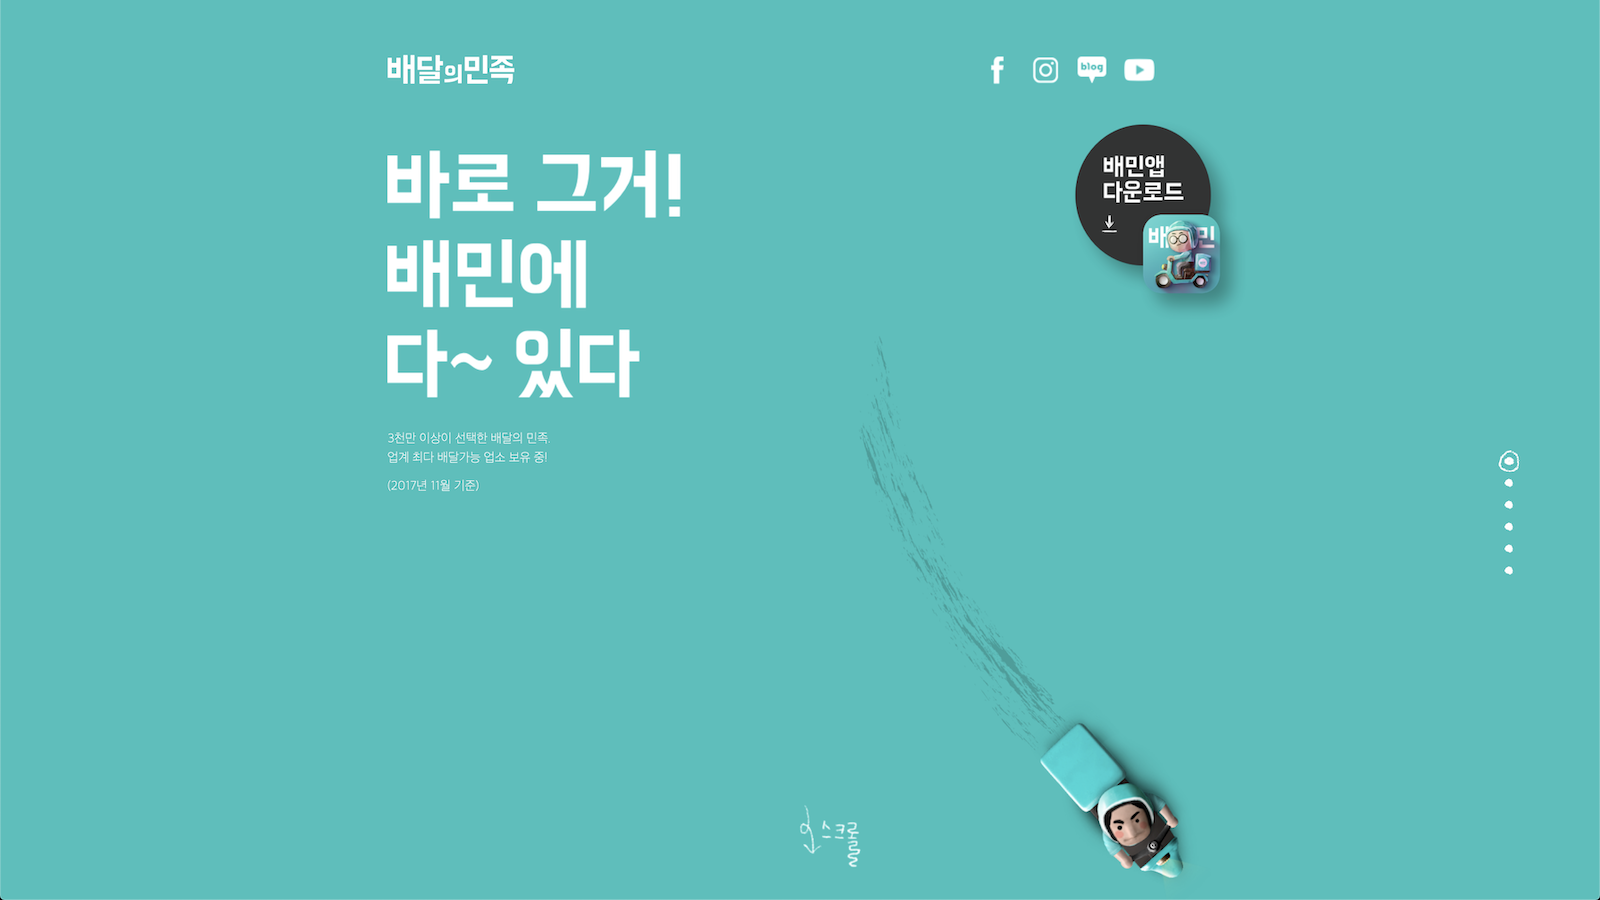 배달의민족
blog
배민앱
다운로드
바로 그거!
배민에
다~ 있다
3천만 이상이 선택한 배달의 민족.
업계 최다 배달가능 업소 보유 중!
(2017년 11월 기준)
스크롤